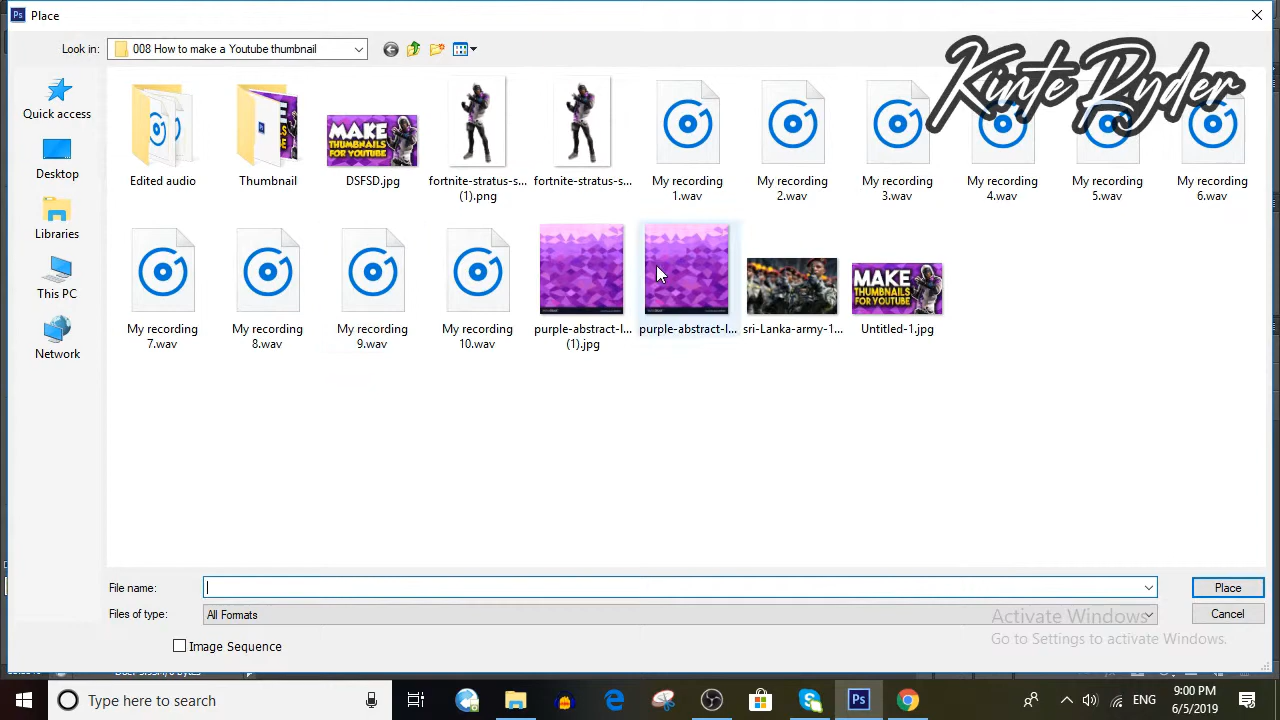 Ps Place
Look in: 008 How to make a Youtube thumbnail
Kinte Ryder
Quick access
Desktop
Libraries
This PC
Network
Edited audio
Thumbnail
MAKE
THUMBNAILS
FOR YOUTUBE
DSFSD.jpg
fortnite-stratus-s...
(1).png
fortnite-stratus-s...
My recording
1.wav
My recording
2.wav
My recording
3.wav
My recording
4.wav
My recording
5.wav
My recording
6.wav
My recording
7.wav
My recording
8.wav
My recording
9.wav
My recording
10.wav
purple-abstract-l...
(1).jpg
purple-abstract-l...
sri-Lanka-army-1...
MAKE
THUMBNAILS
FOR YOUTUBE
Untitled-1.jpg
File name:
Place
Files of type: All Formats
Cancel
Image Sequence
Activate Windows
Go to Settings to activate Windows.
Type here to search
Ps
ENG
9:00 PM
6/5/2019